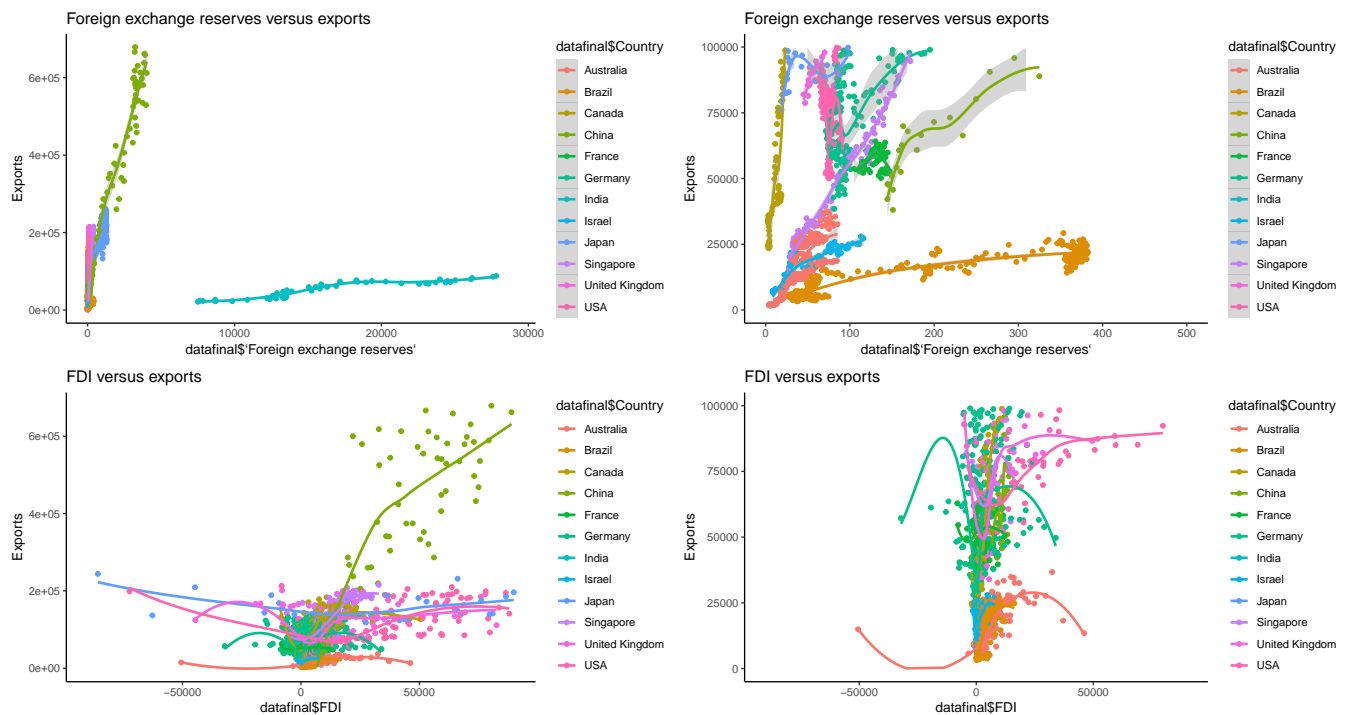 Foreign exchange reserves versus exports
Exports
6e+05
4e+05
2e+05
0e+00
0
10000
20000
30000
datafinal$'Foreign exchange reserves'
datafinal$Country
Australia
Brazil
Canada
China
France
Germany
India
Israel
Japan
Singapore
United Kingdom
USA
Foreign exchange reserves versus exports
Exports
100000
75000
50000
25000
0
0
100
200
300
400
500
datafinal$'Foreign exchange reserves'
datafinal$Country
Australia
Brazil
Canada
China
France
Germany
India
Israel
Japan
Singapore
United Kingdom
USA
FDI versus exports
Exports
6e+05
4e+05
2e+05
0e+00
−50000
0
50000
datafinal$FDI
datafinal$Country
Australia
Brazil
Canada
China
France
Germany
India
Israel
Japan
Singapore
United Kingdom
USA
FDI versus exports
Exports
100000
75000
50000
25000
0
−50000
0
50000
datafinal$FDI
datafinal$Country
Australia
Brazil
Canada
China
France
Germany
India
Israel
Japan
Singapore
United Kingdom
USA